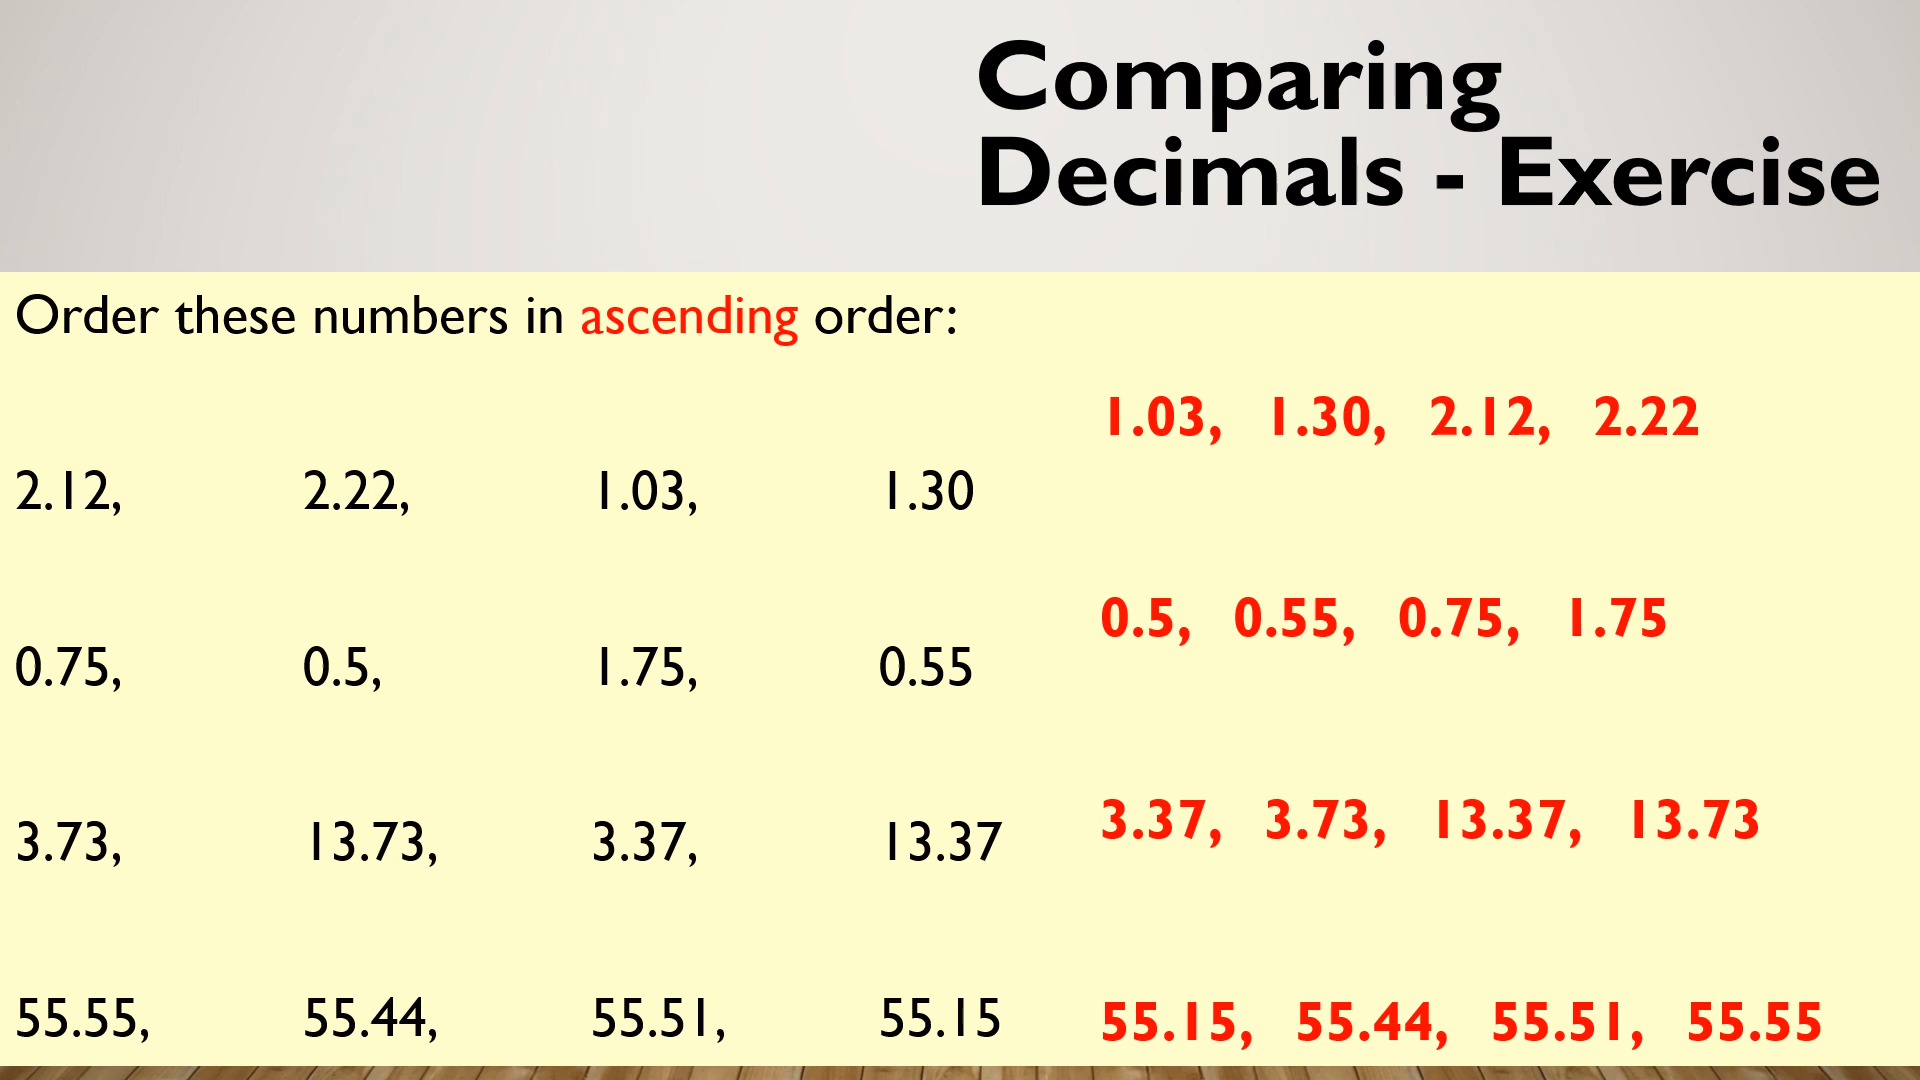 Comparing
Decimals - Exercise
Order these numbers in ascending order:
1.03, 1.30, 2.12, 2.22
2.12, 2.22, 1.03, 1.30
0.5, 0.55, 0.75, 1.75
0.75, 0.5, 1.75, 0.55
3.37, 3.73, 13.37, 13.73
3.73, 13.73, 3.37, 13.37
55.55, 55.44, 55.51, 55.15
55.15, 55.44, 55.51, 55.55